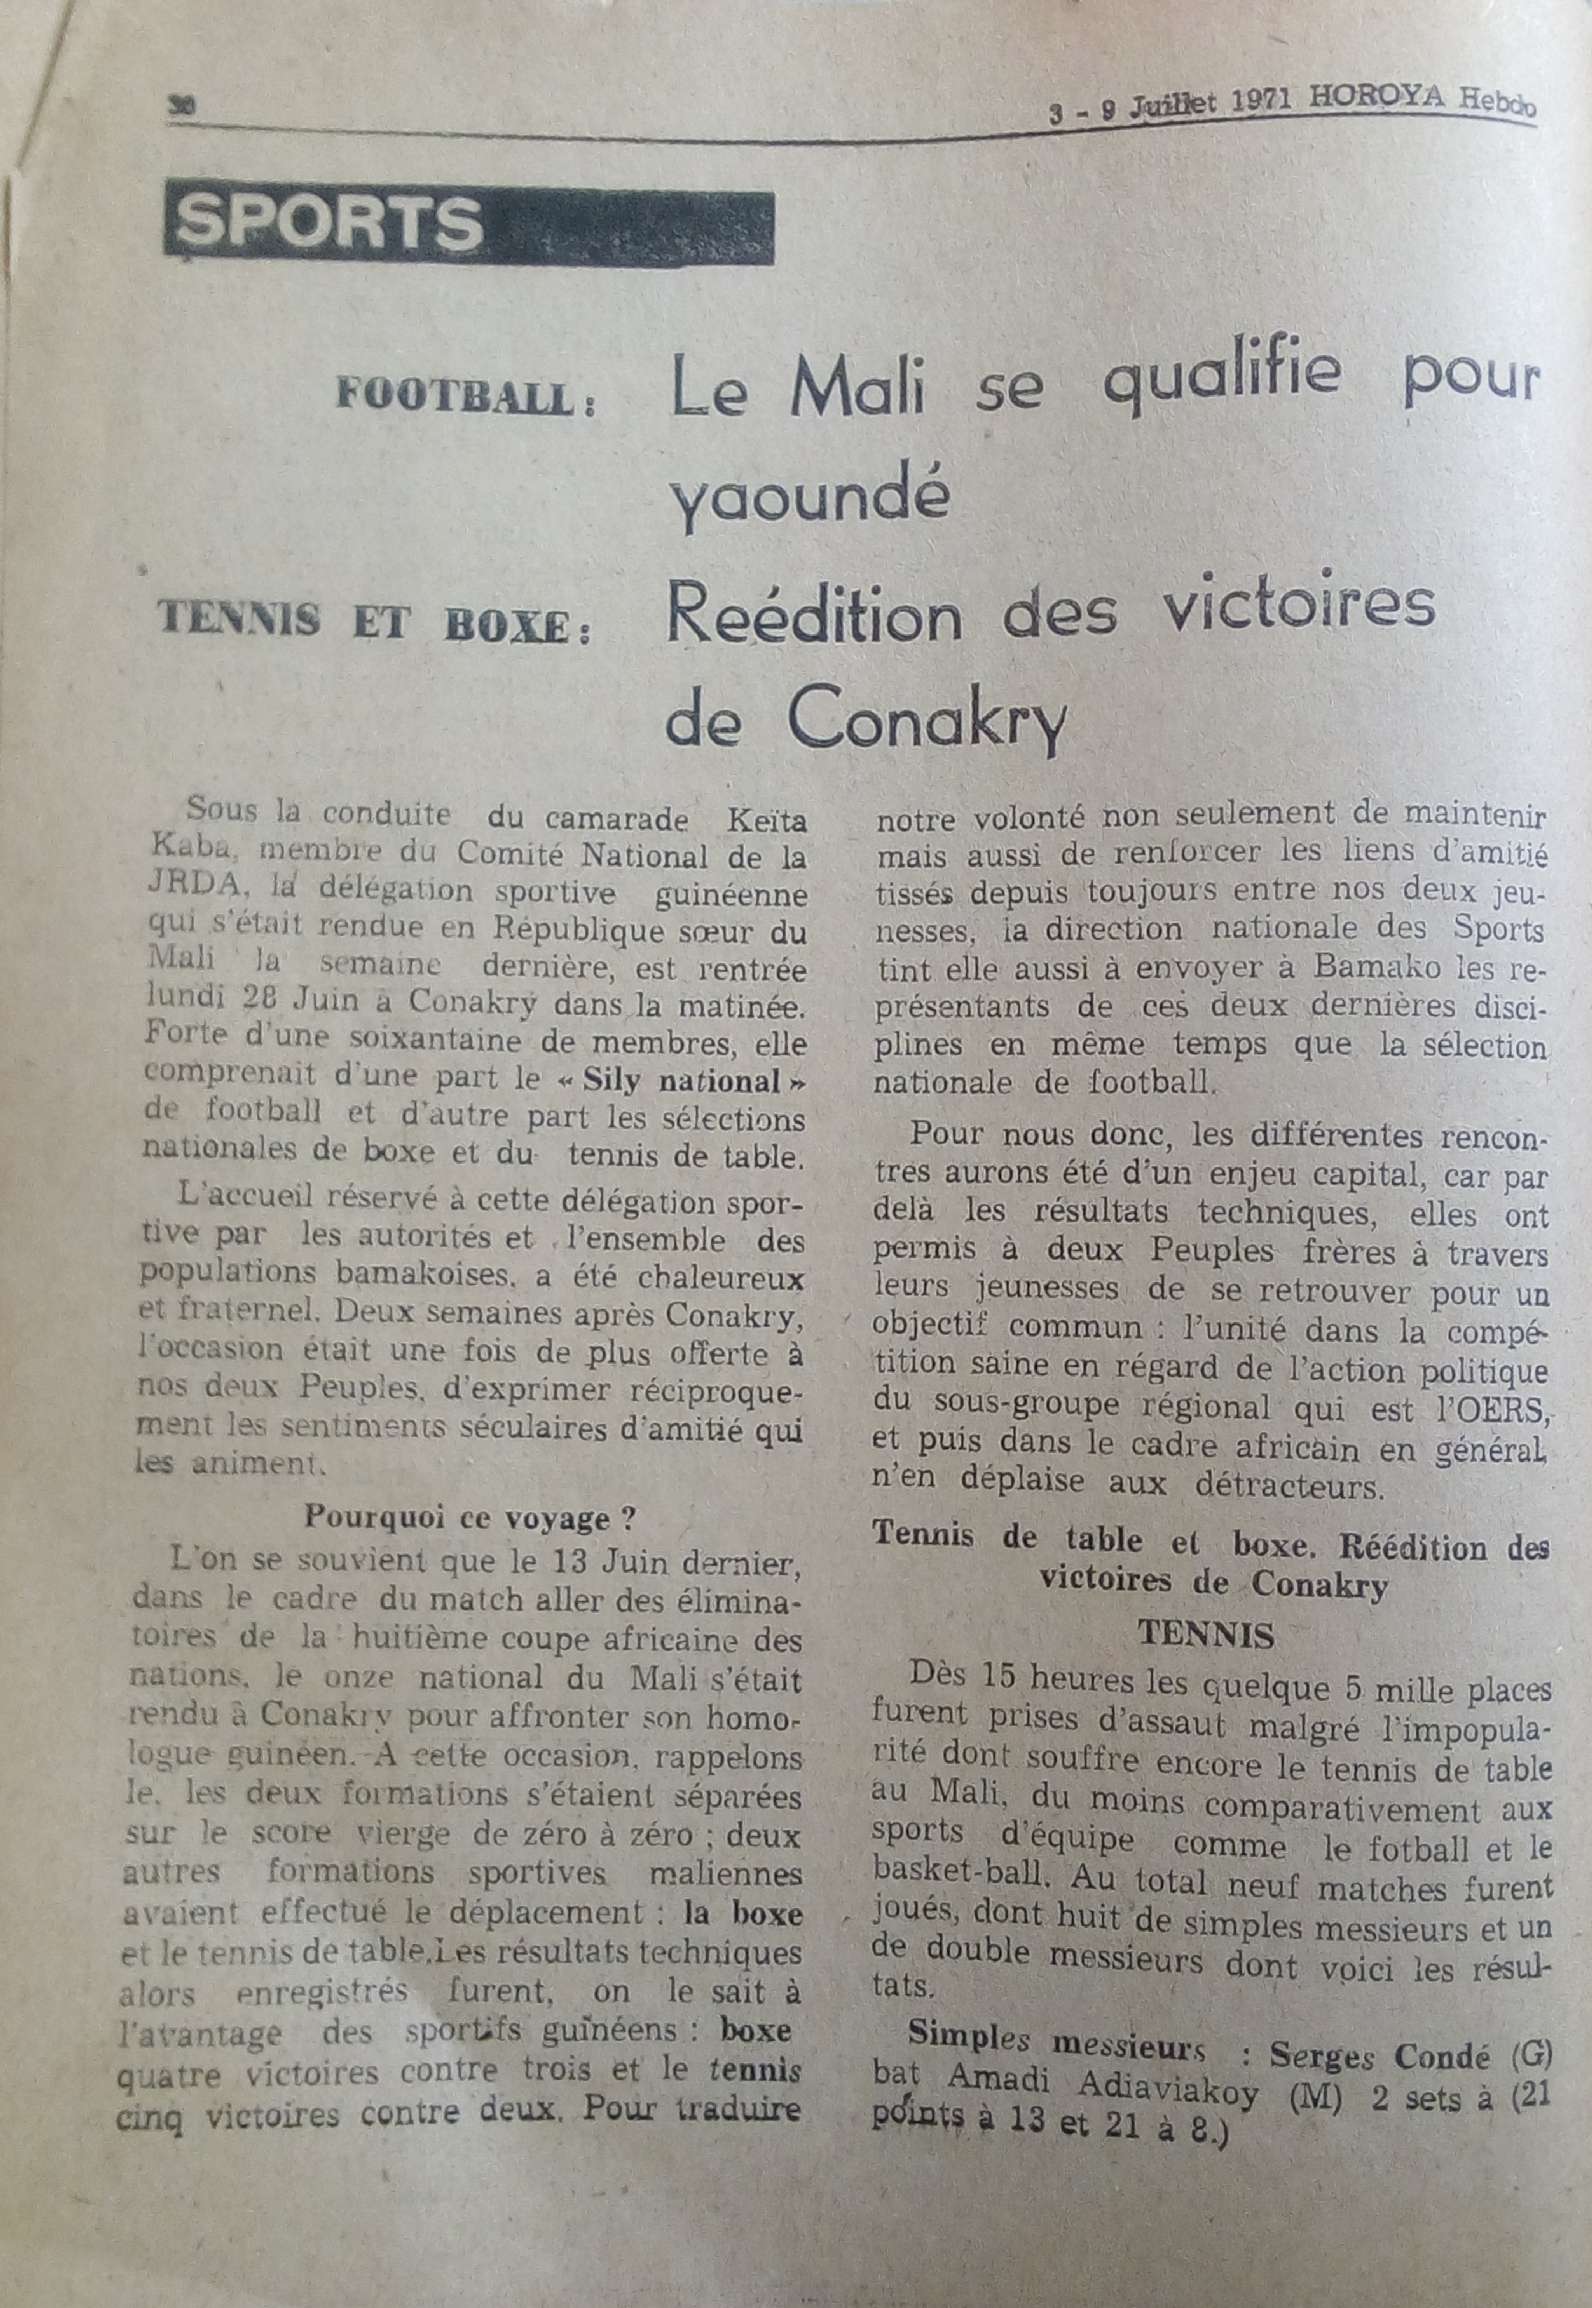 30
3 - 9 Juillet 1971 HOROYA Hebdo
SPORTS
FOOTBALL : Le Mali se qualifie pour
yaoundé
TENNIS ET BOXE : Reédition des victoires
de Conakry
Sous la conduite du camarade Keïta
Kaba, membre du Comité National de la
JRDA, la délégation sportive guinéenne
qui s'était rendue en République sœur du
Mali la semaine dernière, est rentrée
lundi 28 Juin à Conakry dans la matinée.
Forte d'une soixantaine de membres, elle
comprenait d'une part le « Sily national »
de football et d'autre part les sélections
nationales de boxe et du tennis de table.
L'accueil réservé à cette délégation spor-
tive par les autorités et l'ensemble des
populations bamakoises, a été chaleureux
et fraternel. Deux semaines après Conakry,
l'occasion était une fois de plus offerte à
nos deux Peuples, d'exprimer réciproque-
ment les sentiments séculaires d'amitié qui
les animent.
Pourquoi ce voyage ?
L'on se souvient que le 13 Juin dernier,
dans le cadre du match aller des élimina-
toires de la huitième coupe africaine des
nations, le onze national du Mali s'était
rendu à Conakry pour affronter son homo-
logue guinéen. A cette occasion, rappelons
le, les deux formations s'étaient séparées
sur le score vierge de zéro à zéro ; deux
autres formations sportives maliennes
avaient effectué le déplacement : la boxe
et le tennis de table.Les résultats techniques
alors enregistrés furent, on le sait à
l'avantage des sportifs guinéens : boxe
quatre victoires contre trois et le tennis
cinq victoires contre deux. Pour traduire
notre volonté non seulement de maintenir
mais aussi de renforcer les liens d'amitié
tissés depuis toujours entre nos deux jeu-
nesses, la direction nationale des Sports
tint elle aussi à envoyer à Bamako les re-
présentants de ces deux dernières disci-
plines en même temps que la sélection
nationale de football.
Pour nous donc, les différentes rencon-
tres aurons été d'un enjeu capital, car par
delà les résultats techniques, elles ont
permis à deux Peuples frères à travers
leurs jeunesses de se retrouver pour un
objectif commun : l'unité dans la compé-
tition saine en régard de l'action politique
du sous-groupe régional qui est l'OERS,
et puis dans le cadre africain en général,
n'en déplaise aux détracteurs.
Tennis de table et boxe. Réédition des
victoires de Conakry
TENNIS
Dès 15 heures les quelque 5 mille places
furent prises d'assaut malgré l'impopula-
rité dont souffre encore le tennis de table
au Mali, du moins comparativement aux
sports d'équipe comme le fotball et le
basket-ball. Au total neuf matches furent
joués, dont huit de simples messieurs et un
de double messieurs dont voici les résul-
tats.
Simples messieurs : Serges Condé (G)
bat Amadi Adiaviakoy (M) 2 sets à (21
points à 13 et 21 à 8.)